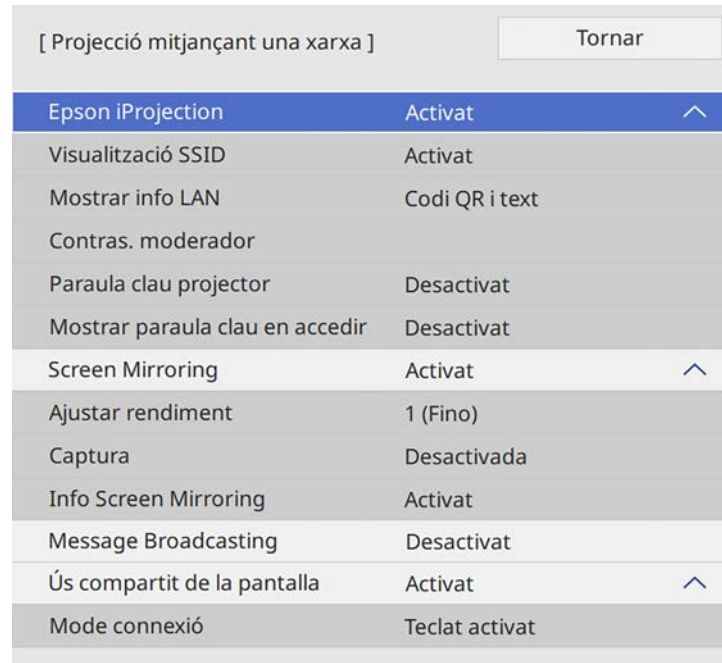 [ Projecció mitjançant una xarxa ] Tornar
Epson iProjection Activat
Visualització SSID Activat
Mostrar info LAN Codi QR i text
Contras. moderador
Paraula clau projector Desactivat
Mostrar paraula clau en accedir Desactivat
Screen Mirroring Activat
Ajustar rendiment 1 (Fino)
Captura Desactivada
Info Screen Mirroring Activat
Message Broadcasting Desactivat
Ús compartit de la pantalla Activat
Mode connexió Teclat activat